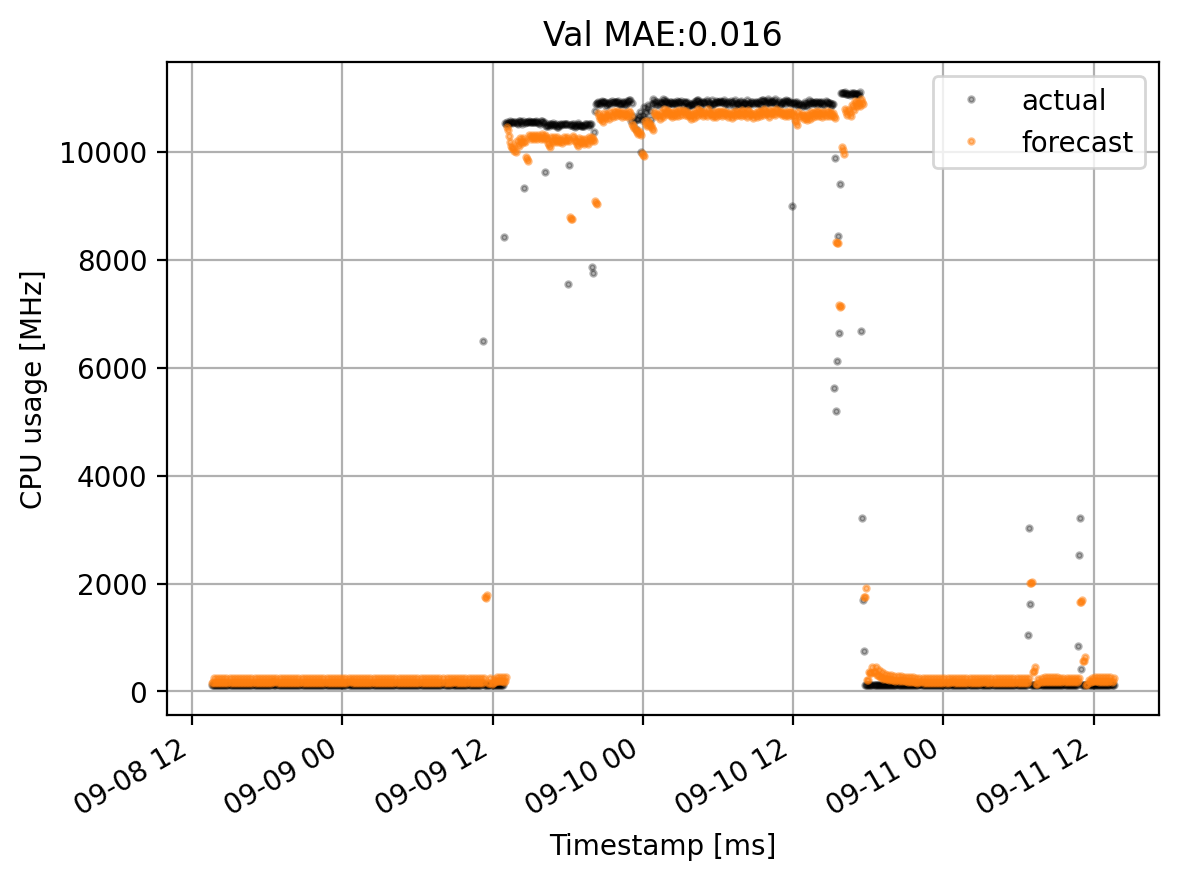 Val MAE:0.016
actual
forecast
CPU usage [MHz]
10000
8000
6000
4000
2000
0
09-08 12
09-09 00
09-09 12
09-10 00
09-10 12
09-11 00
09-11 12
Timestamp [ms]